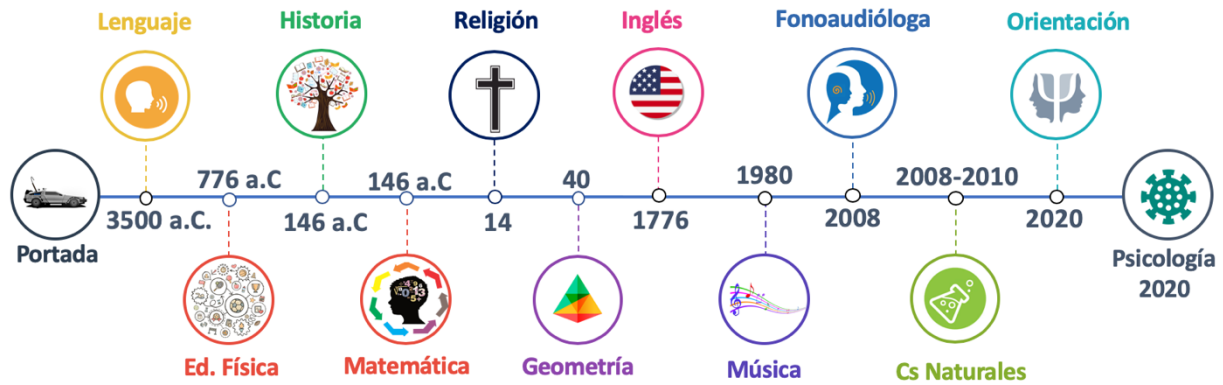 Lenguaje
Historia
Religión
Inglés
Fonoaudióloga
Orientación
776 a.C
146 a.C
40
1980
2008-2010
3500 a.C.
146 a.C
14
1776
2008
2020
Portada
Psicología
2020
Ed. Física
Matemática
Geometría
Música
Cs Naturales